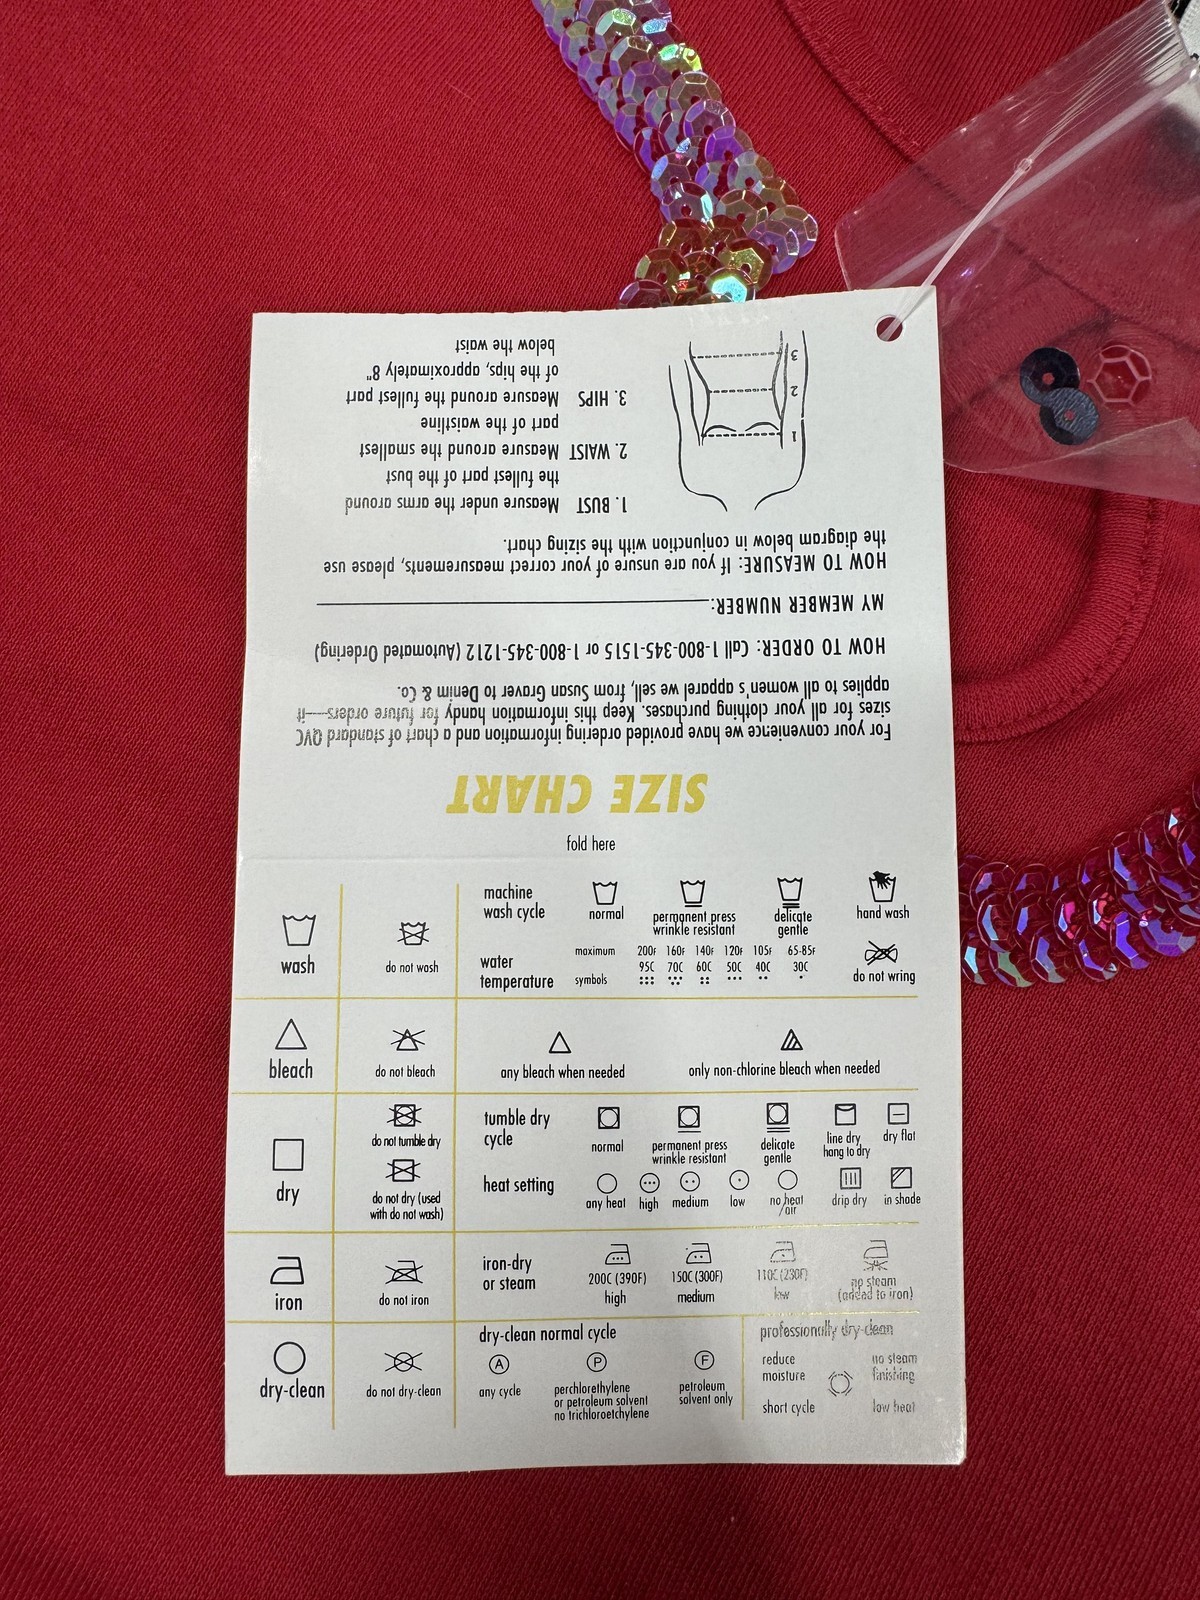 SIZE CHART
For your convenience we have provided ordering information and a chart of standard QVC
sizes for all your clothing purchases. Keep this information handy for future orders—it
applies to all women's apparel we sell, from Susan Graver to Denim & Co.
HOW TO ORDER: Call 1-800-345-1515 or 1-800-345-1212 (Automated Ordering)
MY MEMBER NUMBER:
HOW TO MEASURE: If you are unsure of your correct measurements, please use
the diagram below in conjunction with the sizing chart.
1. BUST Measure under the arms around
the fullest part of the bust
2. WAIST Measure around the smallest
part of the waistline
3. HIPS Measure around the fullest part
of the hips, approximately 8"
below the waist
1
2
3
fold here
wash
do not wash
machine
wash cycle
normal
permanent press
wrinkle resistant
delicate
gentle
hand wash
water
temperature
maximum
200F 160F 140F 120F 105F 65-85F
95C 70C 60C 50C 40C 30C
symbols
do not wring
bleach
do not bleach
any bleach when needed
only non-chlorine bleach when needed
dry
do not tumble dry
do not dry (used
with do not wash)
tumble dry
cycle
normal
permanent press
wrinkle resistant
delicate
gentle
line dry
hang to dry
dry flat
heat setting
any heat
high
medium
low
no heat
/air
drip dry
in shade
iron
do not iron
iron-dry
or steam
200C (390F)
high
150C (300F)
medium
110C (230F)
low
no steam
(added to iron)
dry-clean
do not dry-clean
dry-clean normal cycle
A
any cycle
P
perchlorethylene
or petroleum solvent
no trichloroetchylene
F
petroleum
solvent only
professionally dry-clean
reduce
moisture
no steam
finishing
short cycle
low heat